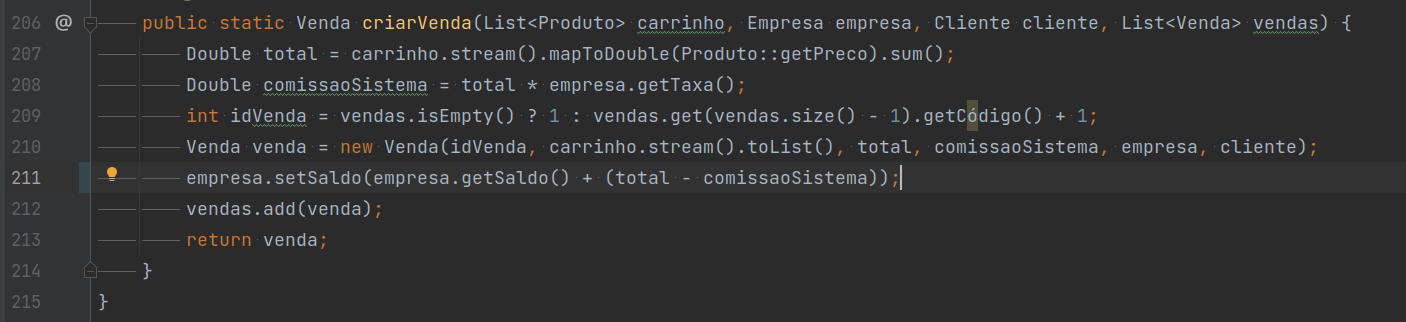 206 @ public static Venda criarVenda(List<Produto> carrinho, Empresa empresa, Cliente cliente, List<Venda> vendas) {
207 Double total = carrinho.stream().mapToDouble(Produto::getPreco).sum();
208 Double comissaoSistema = total * empresa.getTaxa();
209 int idVenda = vendas.isEmpty() ? 1 : vendas.get(vendas.size() - 1).getCódigo() + 1;
210 Venda venda = new Venda(idVenda, carrinho.stream().toList(), total, comissaoSistema, empresa, cliente);
211 empresa.setSaldo(empresa.getSaldo() + (total - comissaoSistema));
212 vendas.add(venda);
213 return venda;
214 }
215 }